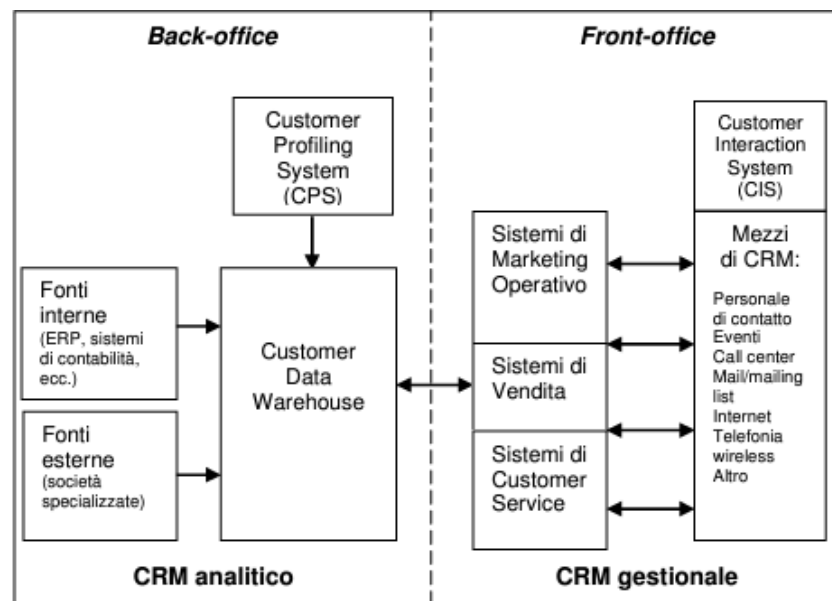 Back-office
Front-office
Customer
Profiling
System
(CPS)
Fonti
interne
(ERP, sistemi
di contabilità,
ecc.)
Fonti
esterne
(società
specializzate)
Customer
Data
Warehouse
CRM analitico
Sistemi di
Marketing
Operativo
Sistemi di
Vendita
Sistemi di
Customer
Service
Customer
Interaction
System
(CIS)
Mezzi
di CRM:
Personale
di contatto
Eventi
Call center
Mail/mailing
list
Internet
Telefonia
wireless
Altro
CRM gestionale